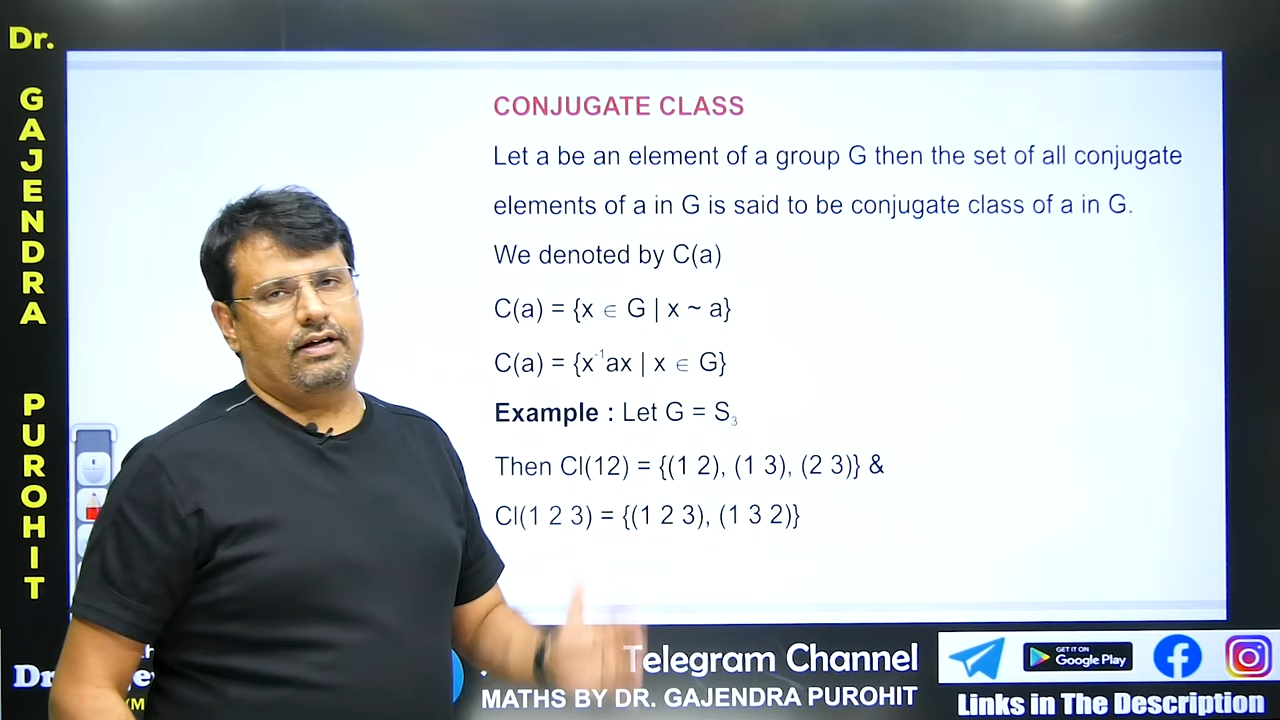 Dr.
GAJENDRA
PUROHIT
CONJUGATE CLASS
Let a be an element of a group G then the set of all conjugate
elements of a in G is said to be conjugate class of a in G.
We denoted by C(a)
C(a) = {x ∈ G | x ~ a}
C(a) = {x⁻¹ax | x ∈ G}
Example : Let G = S₃
Then Cl(12) = {(1 2), (1 3), (2 3)} &
Cl(1 2 3) = {(1 2 3), (1 3 2)}
Telegram Channel
MATHS BY DR. GAJENDRA PUROHIT
GET IT ON
Google Play
Links in The Description